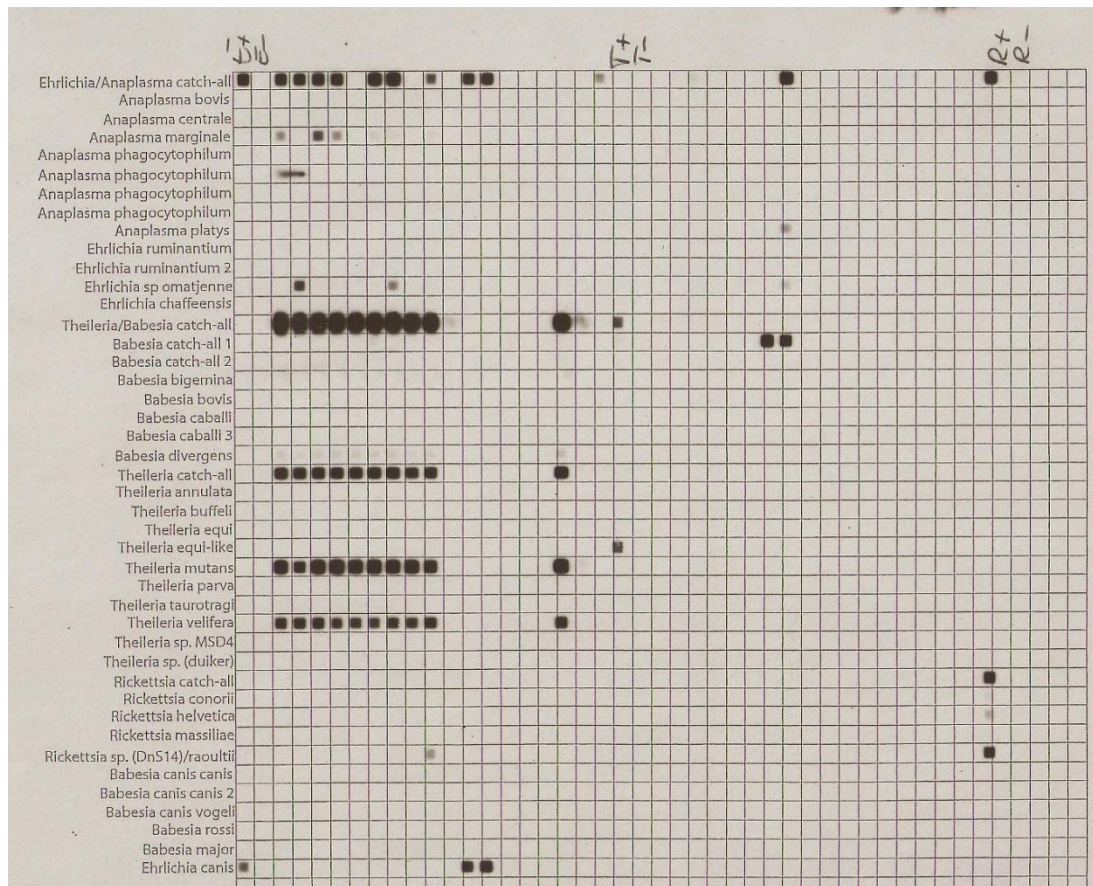 T+ T- R+ R-
Ehrlichia/Anaplasma catch-all
Anaplasma bovis
Anaplasma centrale
Anaplasma marginale
Anaplasma phagocytophilum
Anaplasma phagocytophilum
Anaplasma phagocytophilum
Anaplasma phagocytophilum
Anaplasma platys
Ehrlichia ruminantium
Ehrlichia ruminantium 2
Ehrlichia sp omatjenne
Ehrlichia chaffeensis
Theileria/Babesia catch-all
Babesia catch-all 1
Babesia catch-all 2
Babesia bigemina
Babesia bovis
Babesia caballi
Babesia caballi 3
Babesia divergens
Theileria catch-all
Theileria annulata
Theileria buffeli
Theileria equi
Theileria equi-like
Theileria mutans
Theileria parva
Theileria taurotragi
Theileria velifera
Theileria sp. MSD4
Theileria sp. (duiker)
Rickettsia catch-all
Rickettsia conorii
Rickettsia helvetica
Rickettsia massiliae
Rickettsia sp. (DnS14)/raoultii
Babesia canis canis
Babesia canis canis 2
Babesia canis vogeli
Babesia rossi
Babesia major
Ehrlichia canis